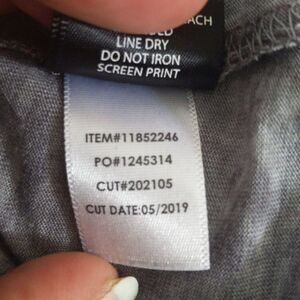 LINE DRY
DO NOT IRON
SCREEN PRINT
ITEM#11852246
PO#1245314
CUT#202105
CUT DATE:05/2019